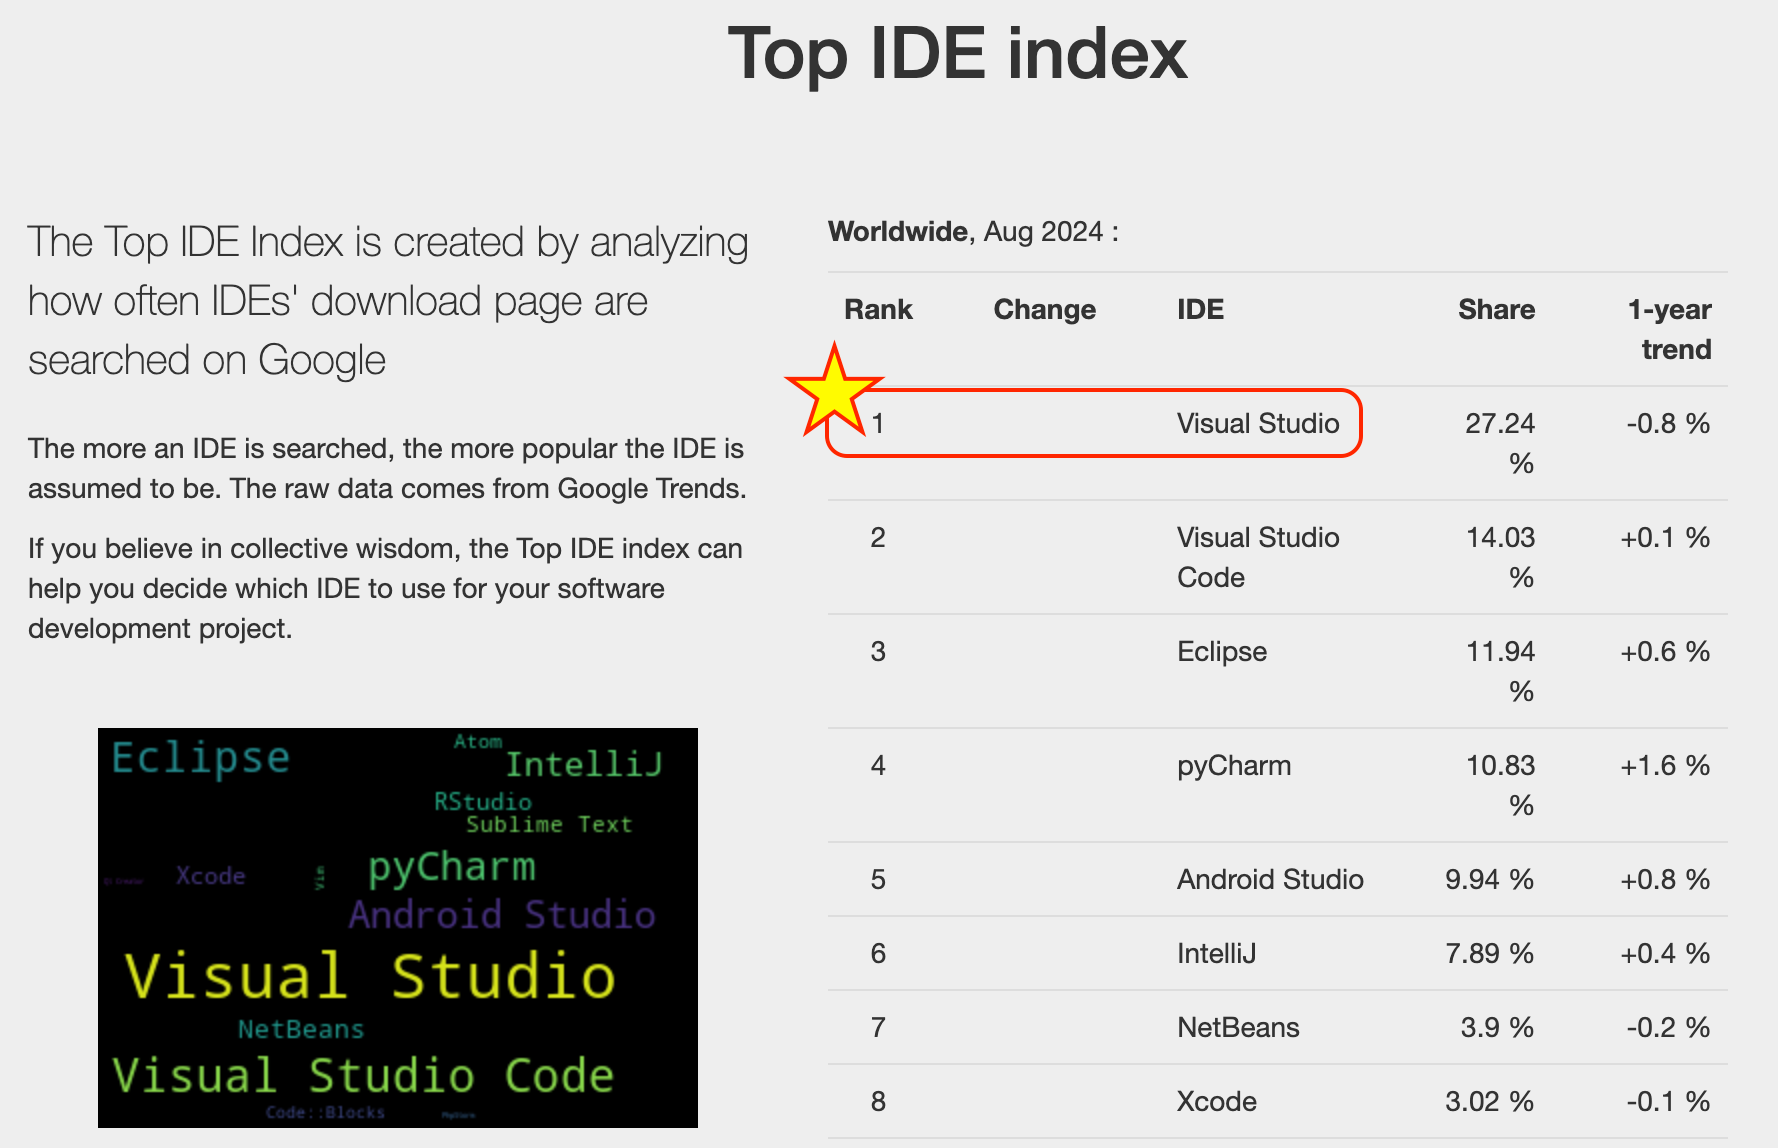 Top IDE index
The Top IDE Index is created by analyzing
how often IDEs' download page are
searched on Google
The more an IDE is searched, the more popular the IDE is
assumed to be. The raw data comes from Google Trends.
If you believe in collective wisdom, the Top IDE index can
help you decide which IDE to use for your software
development project.
Eclipse
Atom
IntelliJ
RStudio
Sublime Text
pyCharm
Xcode
Vim
Qt Creator
Android Studio
Visual Studio
NetBeans
Visual Studio Code
Code::Blocks
PhpStorm
Worldwide, Aug 2024 :
Rank Change IDE Share 1-year
trend
1 Visual Studio 27.24 -0.8 %
%
2 Visual Studio 14.03 +0.1 %
Code %
3 Eclipse 11.94 +0.6 %
%
4 pyCharm 10.83 +1.6 %
%
5 Android Studio 9.94 % +0.8 %
6 IntelliJ 7.89 % +0.4 %
7 NetBeans 3.9 % -0.2 %
8 Xcode 3.02 % -0.1 %